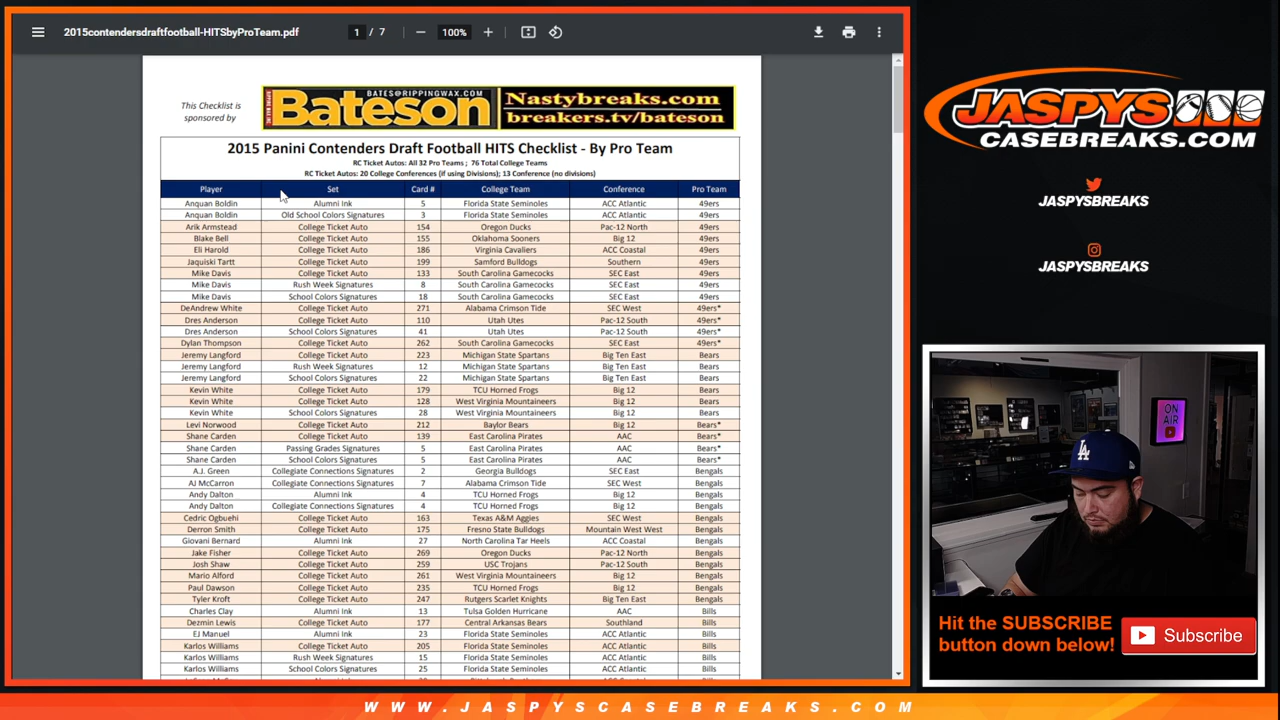 2015contendersdraftfootball-HITSbyProTeam.pdf 1 / 7 100%
This Checklist is
sponsored by
BATES@RIPPINGWAX.COM
Bateson
Nastybreaks.com
breakers.tv/bateson
2015 Panini Contenders Draft Football HITS Checklist - By Pro Team
RC Ticket Autos: All 32 Pro Teams ; 76 Total College Teams
RC Ticket Autos: 20 College Conferences (if using Divisions); 13 Conference (no divisions)
Player Set Card # College Team Conference Pro Team
Anquan Boldin Alumni Ink 5 Florida State Seminoles ACC Atlantic 49ers
Anquan Boldin Old School Colors Signatures 3 Florida State Seminoles ACC Atlantic 49ers
Arik Armstead College Ticket Auto 154 Oregon Ducks Pac-12 North 49ers
Blake Bell College Ticket Auto 155 Oklahoma Sooners Big 12 49ers
Eli Harold College Ticket Auto 186 Virginia Cavaliers ACC Coastal 49ers
Jaquiski Tartt College Ticket Auto 199 Samford Bulldogs Southern 49ers
Mike Davis College Ticket Auto 133 South Carolina Gamecocks SEC East 49ers
Mike Davis Rush Week Signatures 8 South Carolina Gamecocks SEC East 49ers
Mike Davis School Colors Signatures 18 South Carolina Gamecocks SEC East 49ers
DeAndrew White College Ticket Auto 271 Alabama Crimson Tide SEC West 49ers*
Dres Anderson College Ticket Auto 110 Utah Utes Pac-12 South 49ers*
Dres Anderson School Colors Signatures 41 Utah Utes Pac-12 South 49ers*
Dylan Thompson College Ticket Auto 262 South Carolina Gamecocks SEC East 49ers*
Jeremy Langford College Ticket Auto 223 Michigan State Spartans Big Ten East Bears
Jeremy Langford Rush Week Signatures 12 Michigan State Spartans Big Ten East Bears
Jeremy Langford School Colors Signatures 22 Michigan State Spartans Big Ten East Bears
Kevin White College Ticket Auto 179 TCU Horned Frogs Big 12 Bears
Kevin White College Ticket Auto 128 West Virginia Mountaineers Big 12 Bears
Kevin White School Colors Signatures 28 West Virginia Mountaineers Big 12 Bears
Levi Norwood College Ticket Auto 212 Baylor Bears Big 12 Bears*
Shane Carden College Ticket Auto 139 East Carolina Pirates AAC Bears*
Shane Carden Passing Grades Signatures 5 East Carolina Pirates AAC Bears*
Shane Carden School Colors Signatures 5 East Carolina Pirates AAC Bears*
A.J. Green Collegiate Connections Signatures 2 Georgia Bulldogs SEC East Bengals
AJ McCarron Collegiate Connections Signatures 7 Alabama Crimson Tide SEC West Bengals
Andy Dalton Alumni Ink 4 TCU Horned Frogs Big 12 Bengals
Andy Dalton Collegiate Connections Signatures 4 TCU Horned Frogs Big 12 Bengals
Cedric Ogbuehi College Ticket Auto 163 Texas A&M Aggies SEC West Bengals
Derron Smith College Ticket Auto 175 Fresno State Bulldogs Mountain West West Bengals
Giovani Bernard Alumni Ink 27 North Carolina Tar Heels ACC Coastal Bengals
Jake Fisher College Ticket Auto 269 Oregon Ducks Pac-12 North Bengals
Josh Shaw College Ticket Auto 259 USC Trojans Pac-12 South Bengals
Mario Alford College Ticket Auto 261 West Virginia Mountaineers Big 12 Bengals
Paul Dawson College Ticket Auto 235 TCU Horned Frogs Big 12 Bengals
Tyler Kroft College Ticket Auto 247 Rutgers Scarlet Knights Big Ten East Bengals
Charles Clay Alumni Ink 13 Tulsa Golden Hurricane AAC Bills
Dezmin Lewis College Ticket Auto 177 Central Arkansas Bears Southland Bills
EJ Manuel Alumni Ink 23 Florida State Seminoles ACC Atlantic Bills
Karlos Williams College Ticket Auto 205 Florida State Seminoles ACC Atlantic Bills
Karlos Williams Rush Week Signatures 15 Florida State Seminoles ACC Atlantic Bills
Karlos Williams School Colors Signatures 25 Florida State Seminoles ACC Atlantic Bills
JASPYS
CASEBREAKS.COM
JASPYSBREAKS
JASPYSBREAKS
ON
AIR
LA
Hit the SUBSCRIBE
button down below!
Subscribe
WWW.JASPYSCASEBREAKS.COM